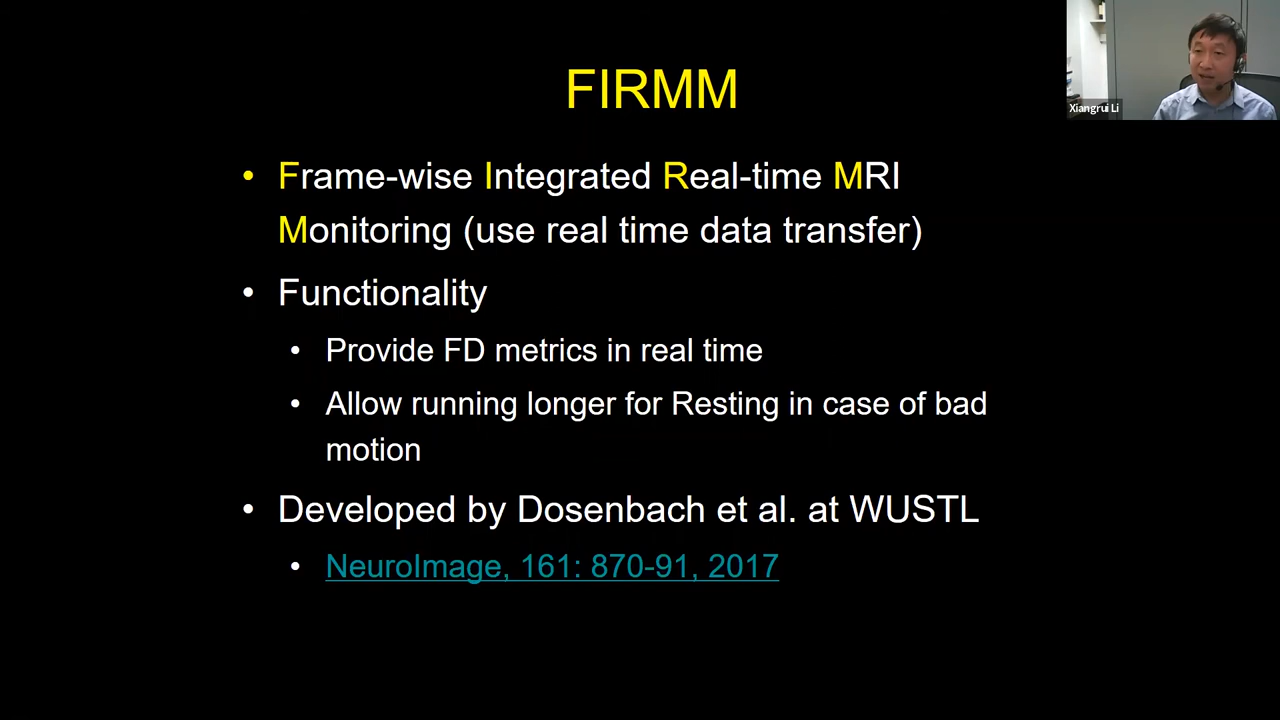 FIRMM
Xiangrui Li
• Frame-wise Integrated Real-time MRI
Monitoring (use real time data transfer)
• Functionality
• Provide FD metrics in real time
• Allow running longer for Resting in case of bad
motion
• Developed by Dosenbach et al. at WUSTL
• NeuroImage, 161: 870-91, 2017